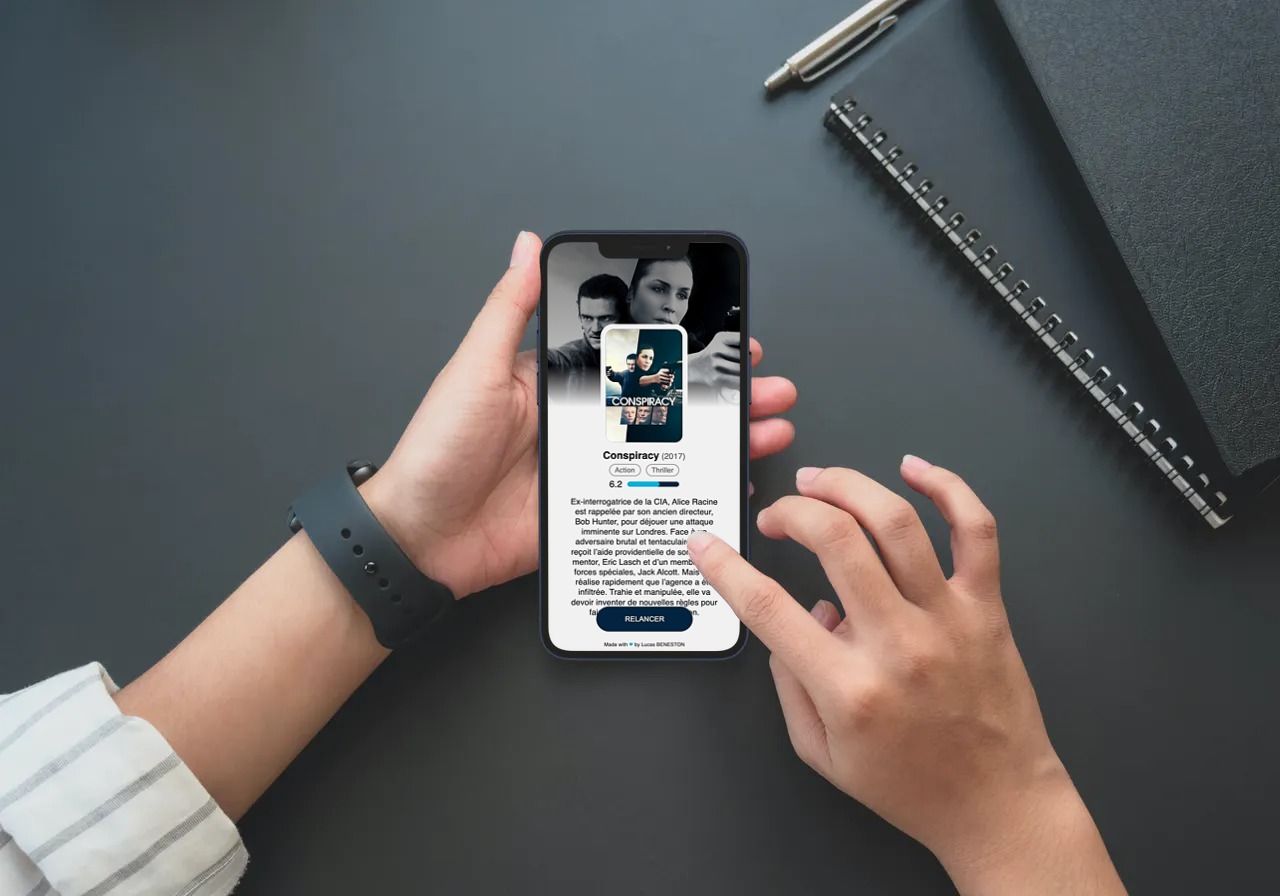 CONSPIRACY
Conspiracy (2017)
Action Thriller
6.2
Ex-interrogatrice de la CIA, Alice Racine
est rappelée par son ancien directeur,
Bob Hunter, pour déjouer une attaque
imminente sur Londres. Face
adversaire brutal et
reçoit l'aide providentielle de
mentor, Eric Lasch et d'un
forces spéciales, Jack Alcott. Mais
réalise rapidement que l'agence a
infiltrée. Trahie et manipulée, elle va
devoir inventer de nouvelles règles pour
RELANCER
Made with by Lucas BENESTON